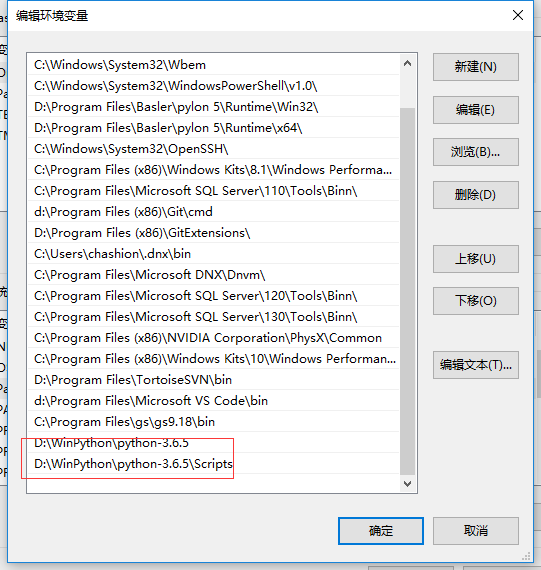 编辑环境变量
C:\Windows\System32\Wbem
C:\Windows\System32\WindowsPowerShell\v1.0\
D:\Program Files\Basler\pylon 5\Runtime\Win32\
D:\Program Files\Basler\pylon 5\Runtime\x64\
C:\Windows\System32\OpenSSH\
C:\Program Files (x86)\Windows Kits\8.1\Windows Performa...
C:\Program Files\Microsoft SQL Server\110\Tools\Binn\
d:\Program Files (x86)\Git\cmd
D:\Program Files (x86)\GitExtensions\
C:\Users\chashion\.dnx\bin
C:\Program Files\Microsoft DNX\Dnvm\
C:\Program Files\Microsoft SQL Server\120\Tools\Binn\
C:\Program Files\Microsoft SQL Server\130\Tools\Binn\
C:\Program Files (x86)\NVIDIA Corporation\PhysX\Common
C:\Program Files (x86)\Windows Kits\10\Windows Performan...
D:\Program Files\TortoiseSVN\bin
d:\Program Files\Microsoft VS Code\bin
C:\Program Files\gs\gs9.18\bin
D:\WinPython\python-3.6.5
D:\WinPython\python-3.6.5\Scripts
新建(N)
编辑(E)
浏览(B)...
删除(D)
上移(U)
下移(O)
编辑文本(T)...
确定
取消